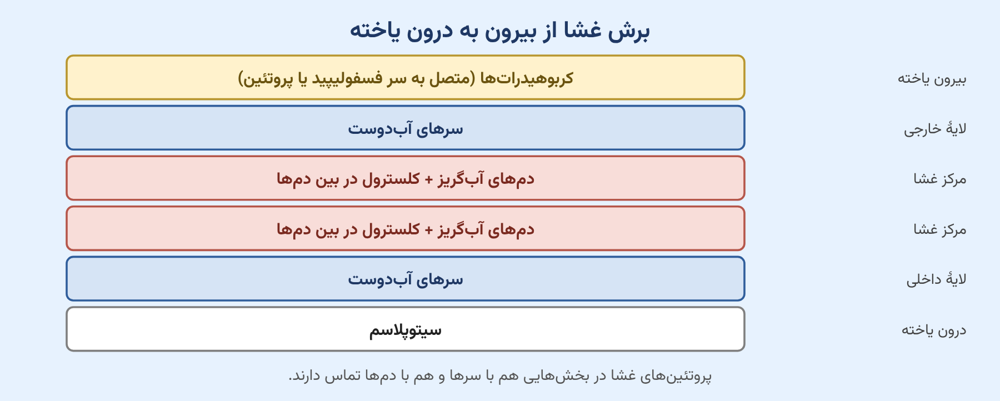 برش غشا از بیرون به درون یاخته
بیرون یاخته
کربوهیدرات‌ها (متصل به سر فسفولیپید یا پروتئین)
لایهٔ خارجی
سرهای آب‌دوست
مرکز غشا
دم‌های آب‌گریز + کلسترول در بین دم‌ها
مرکز غشا
دم‌های آب‌گریز + کلسترول در بین دم‌ها
لایهٔ داخلی
سرهای آب‌دوست
درون یاخته
سیتوپلاسم
پروتئین‌های غشا در بخش‌هایی هم با سرها و هم با دم‌ها تماس دارند.